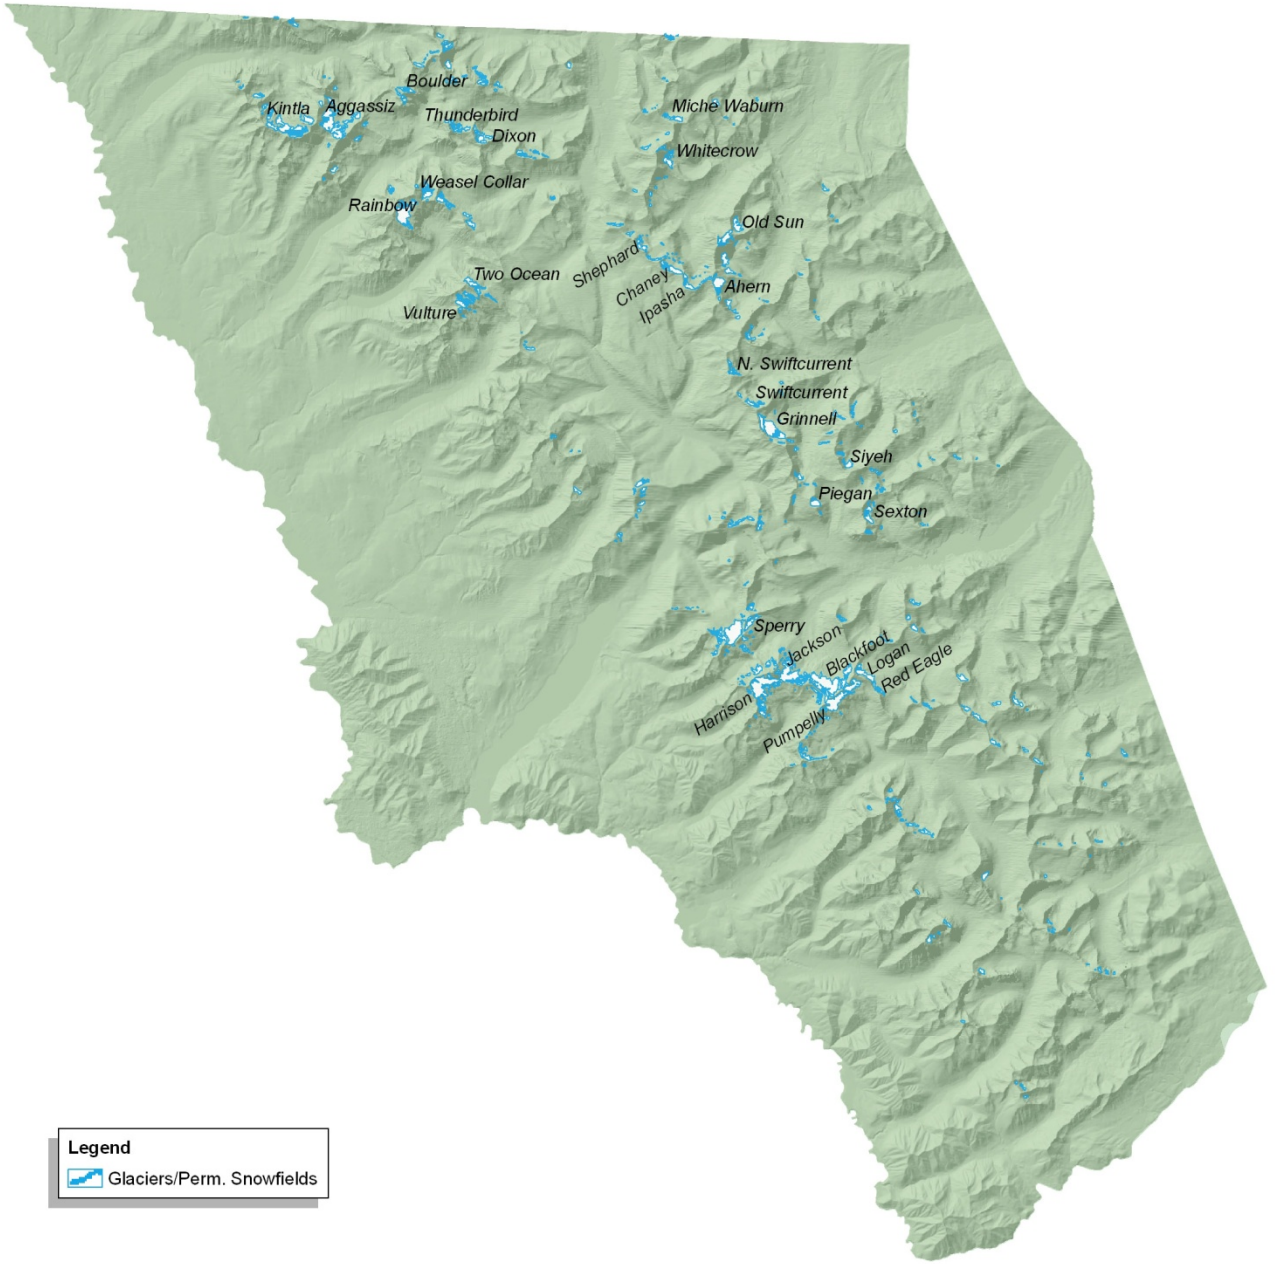 Boulder
Kintla
Aggassiz
Miche Waburn
Thunderbird
Dixon
Whitecrow
Weasel Collar
Rainbow
Old Sun
Shephard
Two Ocean
Chaney
Ahern
Ipasha
Vulture
N. Swiftcurrent
Swiftcurrent
Grinnell
Siyeh
Piegan
Sexton
Sperry
Jackson
Blackfoot
Logan
Red Eagle
Harrison
Pumpelly
Legend
Glaciers/Perm. Snowfields